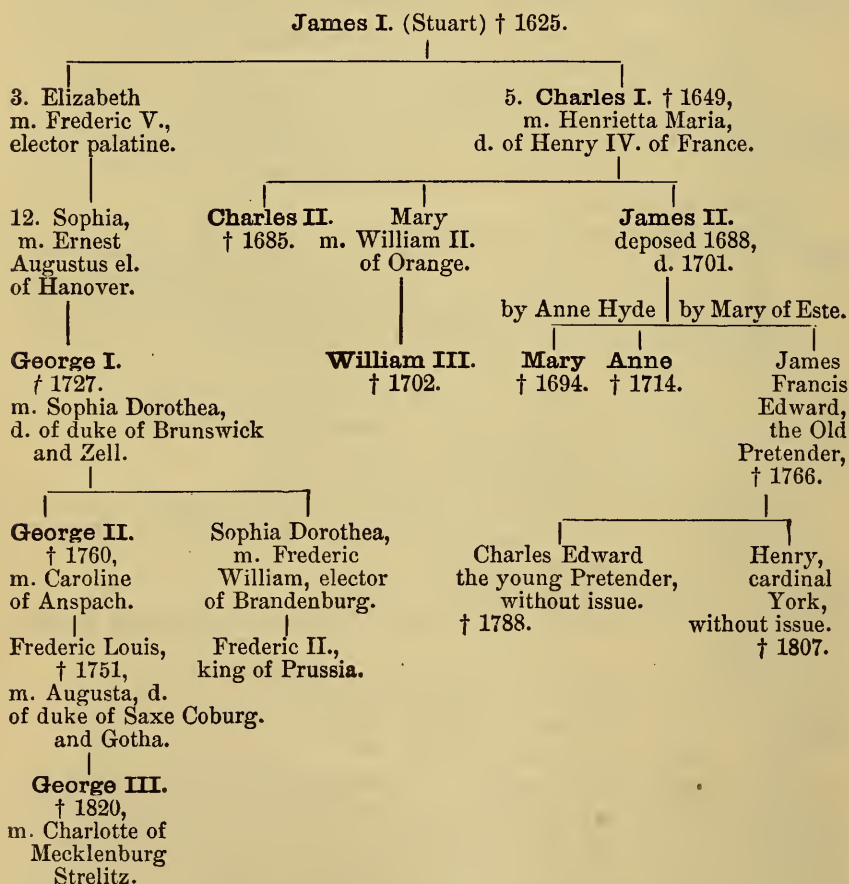 James I. (Stuart) † 1625.
3. Elizabeth
m. Frederic V.,
elector palatine.
5. Charles I. † 1649,
m. Henrietta Maria,
d. of Henry IV. of France.
12. Sophia,
m. Ernest
Augustus el.
of Hanover.
Charles II.
† 1685.
Mary
m. William II.
of Orange.
James II.
deposed 1688,
d. 1701.
by Anne Hyde
by Mary of Este.
George I.
† 1727.
m. Sophia Dorothea,
d. of duke of Brunswick
and Zell.
William III.
† 1702.
Mary
† 1694.
Anne
† 1714.
James
Francis
Edward,
the Old
Pretender,
† 1766.
George II.
† 1760,
m. Caroline
of Anspach.
Sophia Dorothea,
m. Frederic
William, elector
of Brandenburg.
Charles Edward
the young Pretender,
without issue.
† 1788.
Henry,
cardinal
York,
without issue.
† 1807.
Frederic Louis,
† 1751,
m. Augusta, d.
of duke of Saxe Coburg.
and Gotha.
Frederic II.,
king of Prussia.
George III.
† 1820,
m. Charlotte of
Mecklenburg
Strelitz.